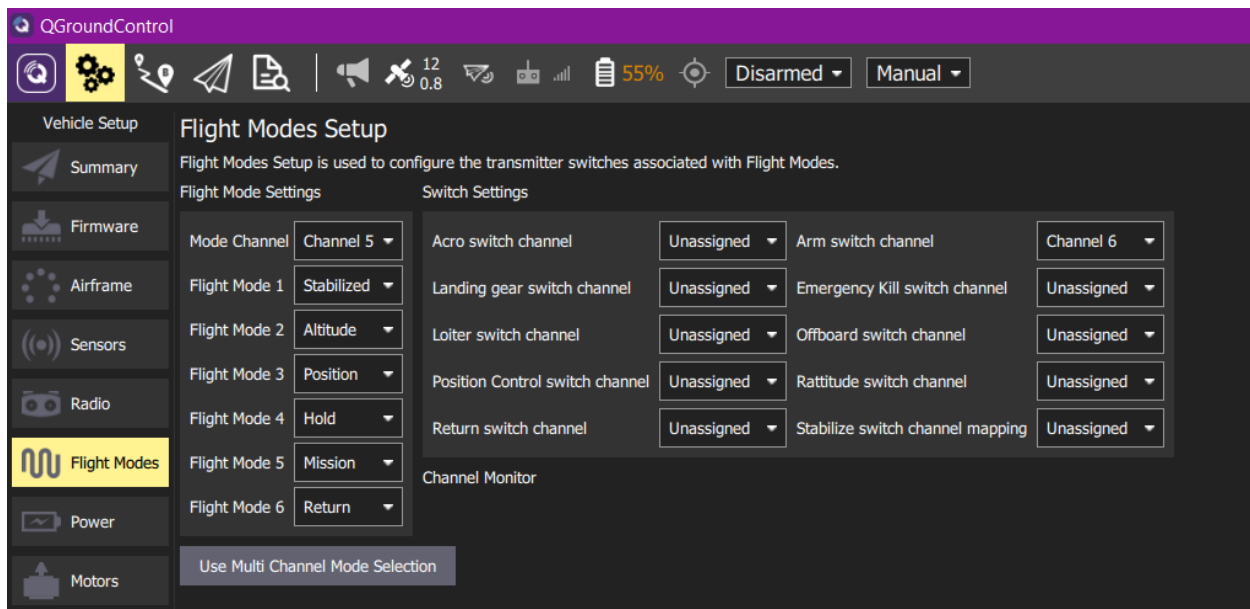 QGroundControl
12
0.8
55%
Disarmed
Manual
Vehicle Setup
Summary
Firmware
Airframe
Sensors
Radio
Flight Modes
Power
Motors
Flight Modes Setup
Flight Modes Setup is used to configure the transmitter switches associated with Flight Modes.
Flight Mode Settings
Mode Channel Channel 5
Flight Mode 1 Stabilized
Flight Mode 2 Altitude
Flight Mode 3 Position
Flight Mode 4 Hold
Flight Mode 5 Mission
Flight Mode 6 Return
Use Multi Channel Mode Selection
Switch Settings
Acro switch channel Unassigned Arm switch channel Channel 6
Landing gear switch channel Unassigned Emergency Kill switch channel Unassigned
Loiter switch channel Unassigned Offboard switch channel Unassigned
Position Control switch channel Unassigned Rattitude switch channel Unassigned
Return switch channel Unassigned Stabilize switch channel mapping Unassigned
Channel Monitor